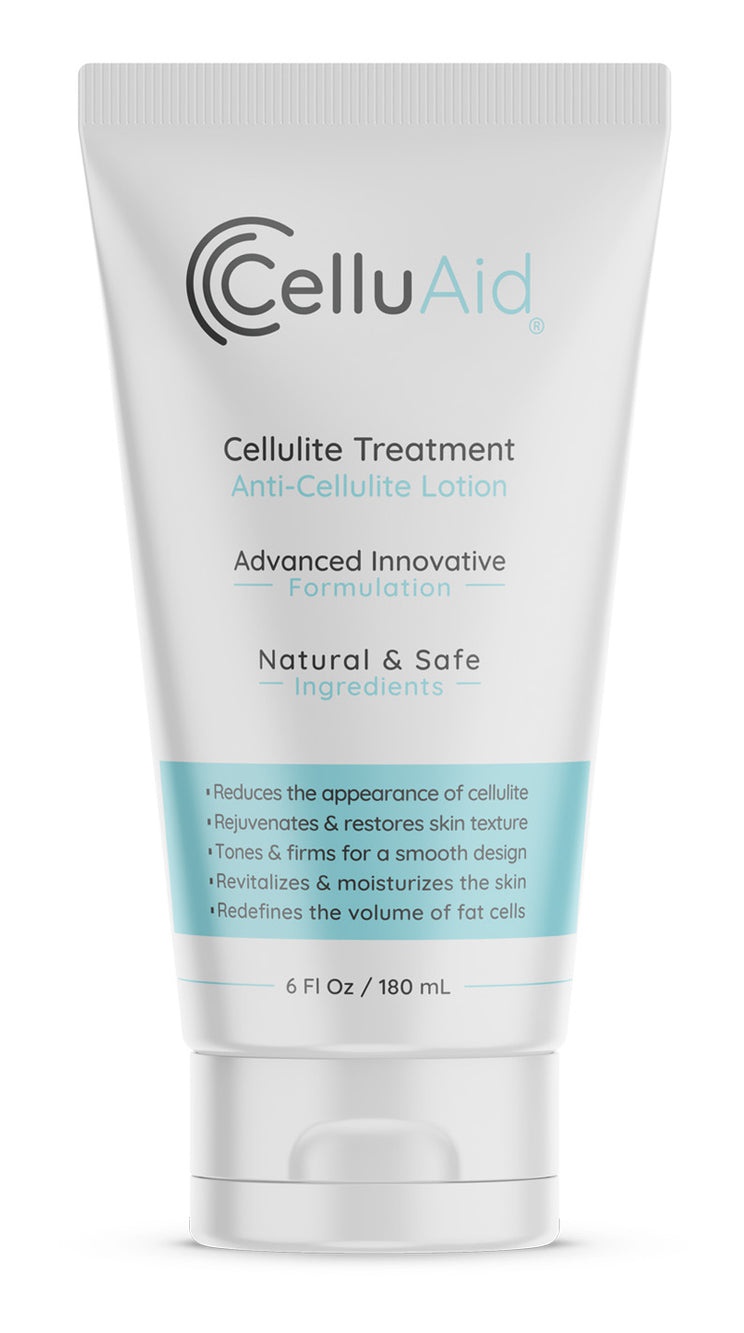 CelluAid®
Cellulite Treatment
Anti-Cellulite Lotion
Advanced Innovative
Formulation
Natural & Safe
Ingredients
▪Reduces the appearance of cellulite
▪Rejuvenates & restores skin texture
▪Tones & firms for a smooth design
▪Revitalizes & moisturizes the skin
▪Redefines the volume of fat cells
6 Fl Oz / 180 mL